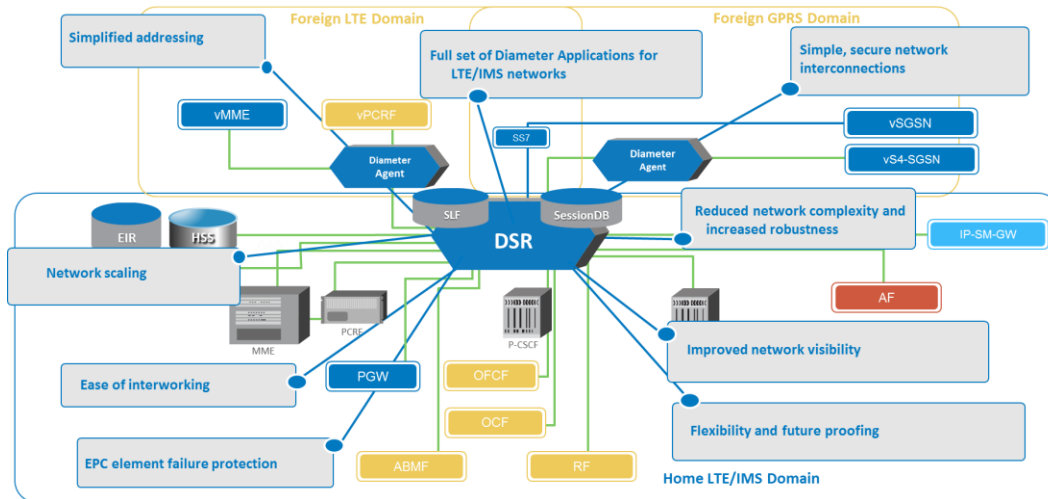 Foreign LTE Domain
Foreign GPRS Domain
Simplified addressing
Full set of Diameter Applications for
LTE/IMS networks
Simple, secure network
interconnections
vMME
vPCRF
SS7
vSGSN
Diameter
Agent
Diameter
Agent
vS4-SGSN
SLF
SessionDB
EIR
HSS
DSR
Reduced network complexity and
increased robustness
IP-SM-GW
Network scaling
AF
MME
PCRF
P-CSCF
Improved network visibility
Ease of interworking
PGW
OFCF
OCF
Flexibility and future proofing
EPC element failure protection
ABMF
RF
Home LTE/IMS Domain